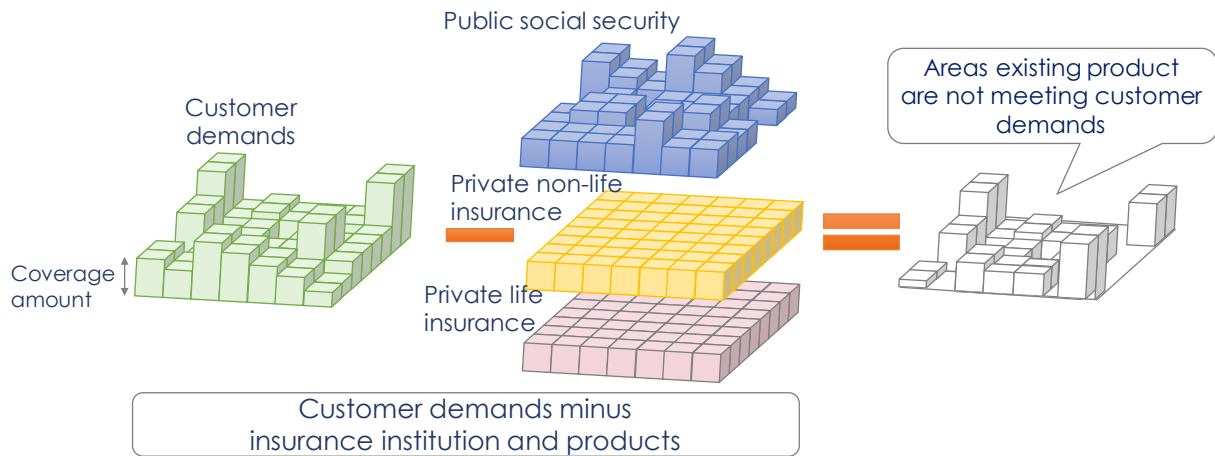 Public social security
Areas existing product
are not meeting customer
demands
Customer
demands
Private non-life
insurance
Coverage
amount
Private life
insurance
Customer demands minus
insurance institution and products